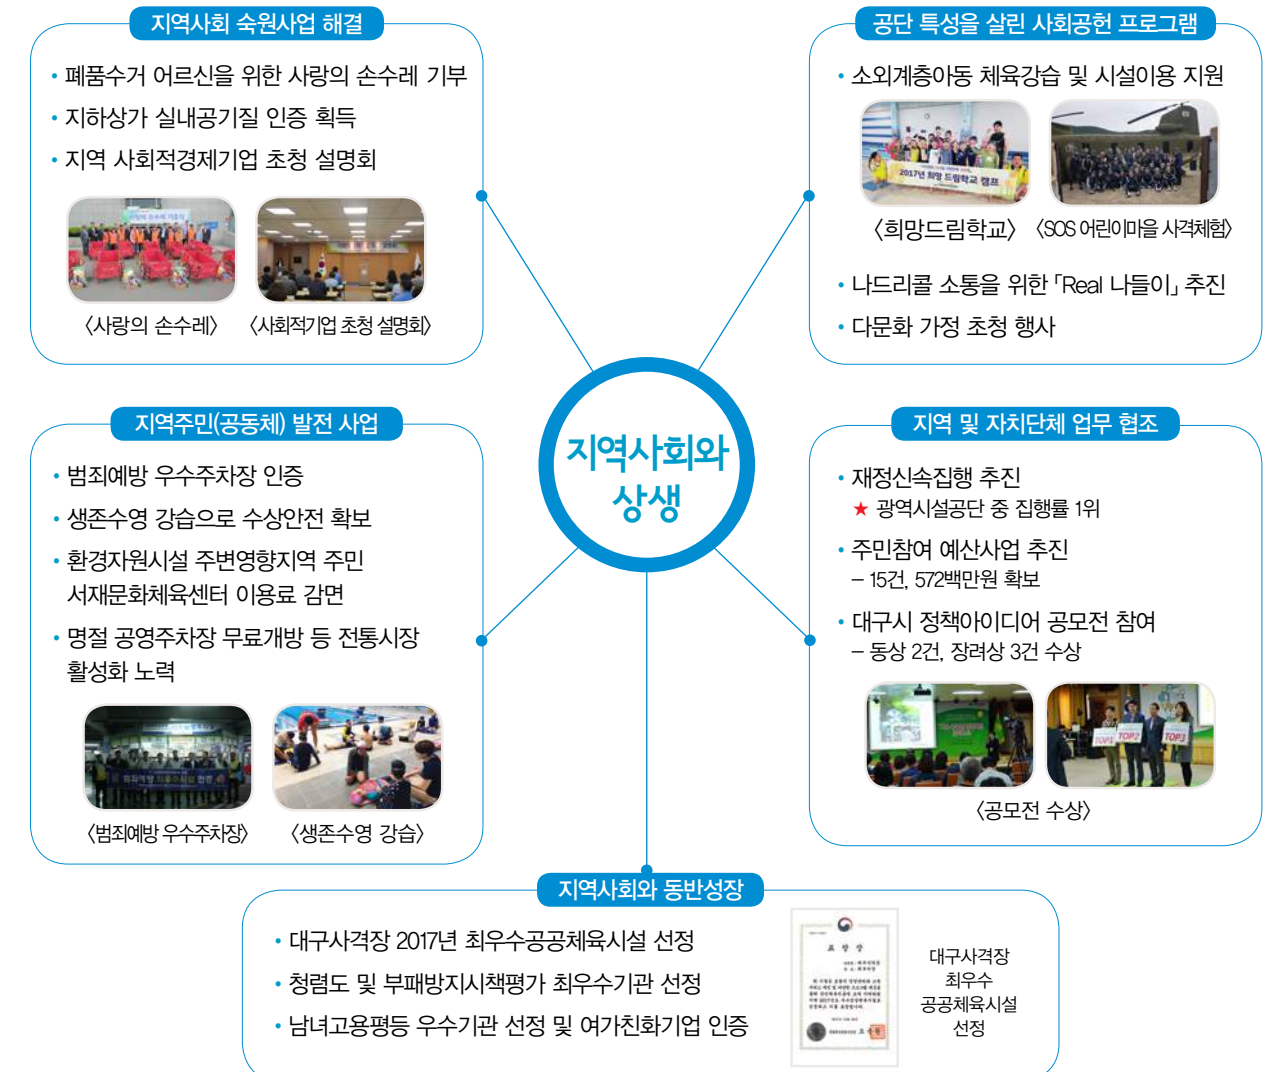 지역사회 숙원사업 해결
• 폐품수거 어르신을 위한 사랑의 손수레 기부
• 지하상가 실내공기질 인증 획득
• 지역 사회적경제기업 초청 설명회
〈사랑의 손수레〉
〈사회적기업 초청 설명회〉
공단 특성을 살린 사회공헌 프로그램
• 소외계층아동 체육강습 및 시설이용 지원
2017년 희망 드림학교 캠프
〈희망드림학교〉
〈SOS 어린이마을 사격체험〉
• 나드리콜 소통을 위한 「Real 나들이」 추진
• 다문화 가정 초청 행사
지역사회와
상생
지역주민(공동체) 발전 사업
• 범죄예방 우수주차장 인증
• 생존수영 강습으로 수상안전 확보
• 환경자원시설 주변영향지역 주민
서재문화체육센터 이용료 감면
• 명절 공영주차장 무료개방 등 전통시장
활성화 노력
〈범죄예방 우수주차장〉
〈생존수영 강습〉
지역 및 자치단체 업무 협조
• 재정신속집행 추진
★ 광역시설공단 중 집행률 1위
• 주민참여 예산사업 추진
– 15건, 572백만원 확보
• 대구시 정책아이디어 공모전 참여
– 동상 2건, 장려상 3건 수상
TOP1
TOP2
TOP3
〈공모전 수상〉
지역사회와 동반성장
• 대구사격장 2017년 최우수공공체육시설 선정
• 청렴도 및 부패방지시책평가 최우수기관 선정
• 남녀고용평등 우수기관 선정 및 여가친화기업 인증
표 창 장
대구사격장
최우수
공공체육시설
선정